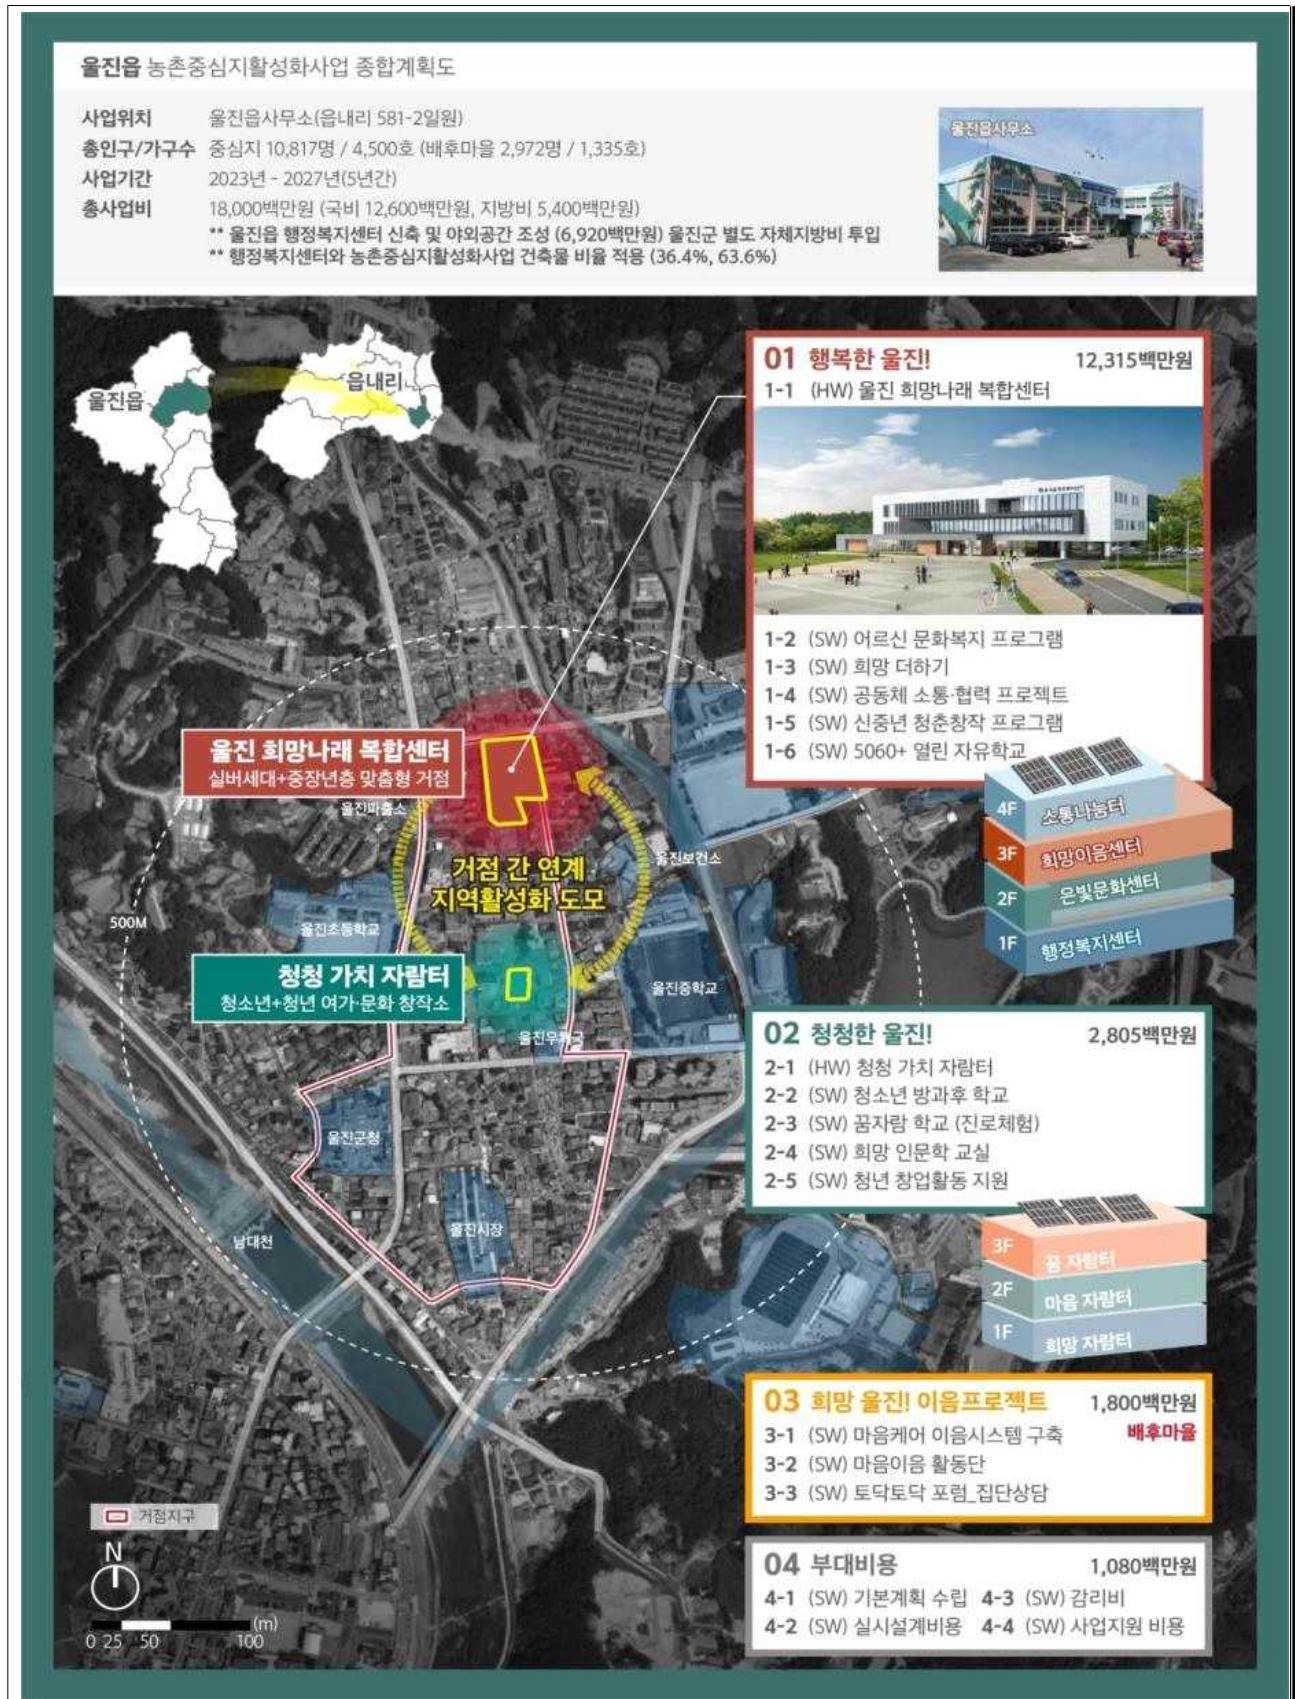 울진읍 농촌중심지활성화사업 종합계획도
사업위치 울진읍사무소(읍내리 581-2일원)
총인구/가구수 중심지 10,817명 / 4,500호 (배후마을 2,972명 / 1,335호)
사업기간 2023년 - 2027년(5년간)
총사업비 18,000백만원 (국비 12,600백만원, 지방비 5,400백만원)
** 울진읍 행정복지센터 신축 및 야외공간 조성 (6,920백만원) 울진군 별도 자체지방비 투입
** 행정복지센터와 농촌중심지활성화사업 건축물 비율 적용 (36.4%, 63.6%)
울진읍사무소
울진읍
읍내리
01 행복한 울진! 12,315백만원
1-1 (HW) 울진 희망나래 복합센터
1-2 (SW) 어르신 문화복지 프로그램
1-3 (SW) 희망 더하기
1-4 (SW) 공동체 소통·협력 프로젝트
1-5 (SW) 신중년 청춘창작 프로그램
1-6 (SW) 5060+ 열린 자유학교
4F 소통나눔터
3F 희망이음센터
2F 은빛문화센터
1F 행정복지센터
울진 희망나래 복합센터
실버세대+중장년층 맞춤형 거점
울진파출소
거점 간 연계
지역활성화 도모
울진보건소
500M
울진초등학교
청청 가치 자람터
청소년+청년 여가·문화 창작소
울진중학교
울진우체국
울진군청
울진시장
남대천
02 청청한 울진! 2,805백만원
2-1 (HW) 청청 가치 자람터
2-2 (SW) 청소년 방과후 학교
2-3 (SW) 꿈자람 학교 (진로체험)
2-4 (SW) 희망 인문학 교실
2-5 (SW) 청년 창업활동 지원
3F 꿈 자람터
2F 마음 자람터
1F 희망 자람터
03 희망 울진! 이음프로젝트 1,800백만원
3-1 (SW) 마음케어 이음시스템 구축 배후마을
3-2 (SW) 마음이음 활동단
3-3 (SW) 토닥토닥 포럼_집단상담
04 부대비용 1,080백만원
4-1 (SW) 기본계획 수립 4-3 (SW) 감리비
4-2 (SW) 실시설계비용 4-4 (SW) 사업지원 비용
거점지구
N
(m)
0 25 50 100